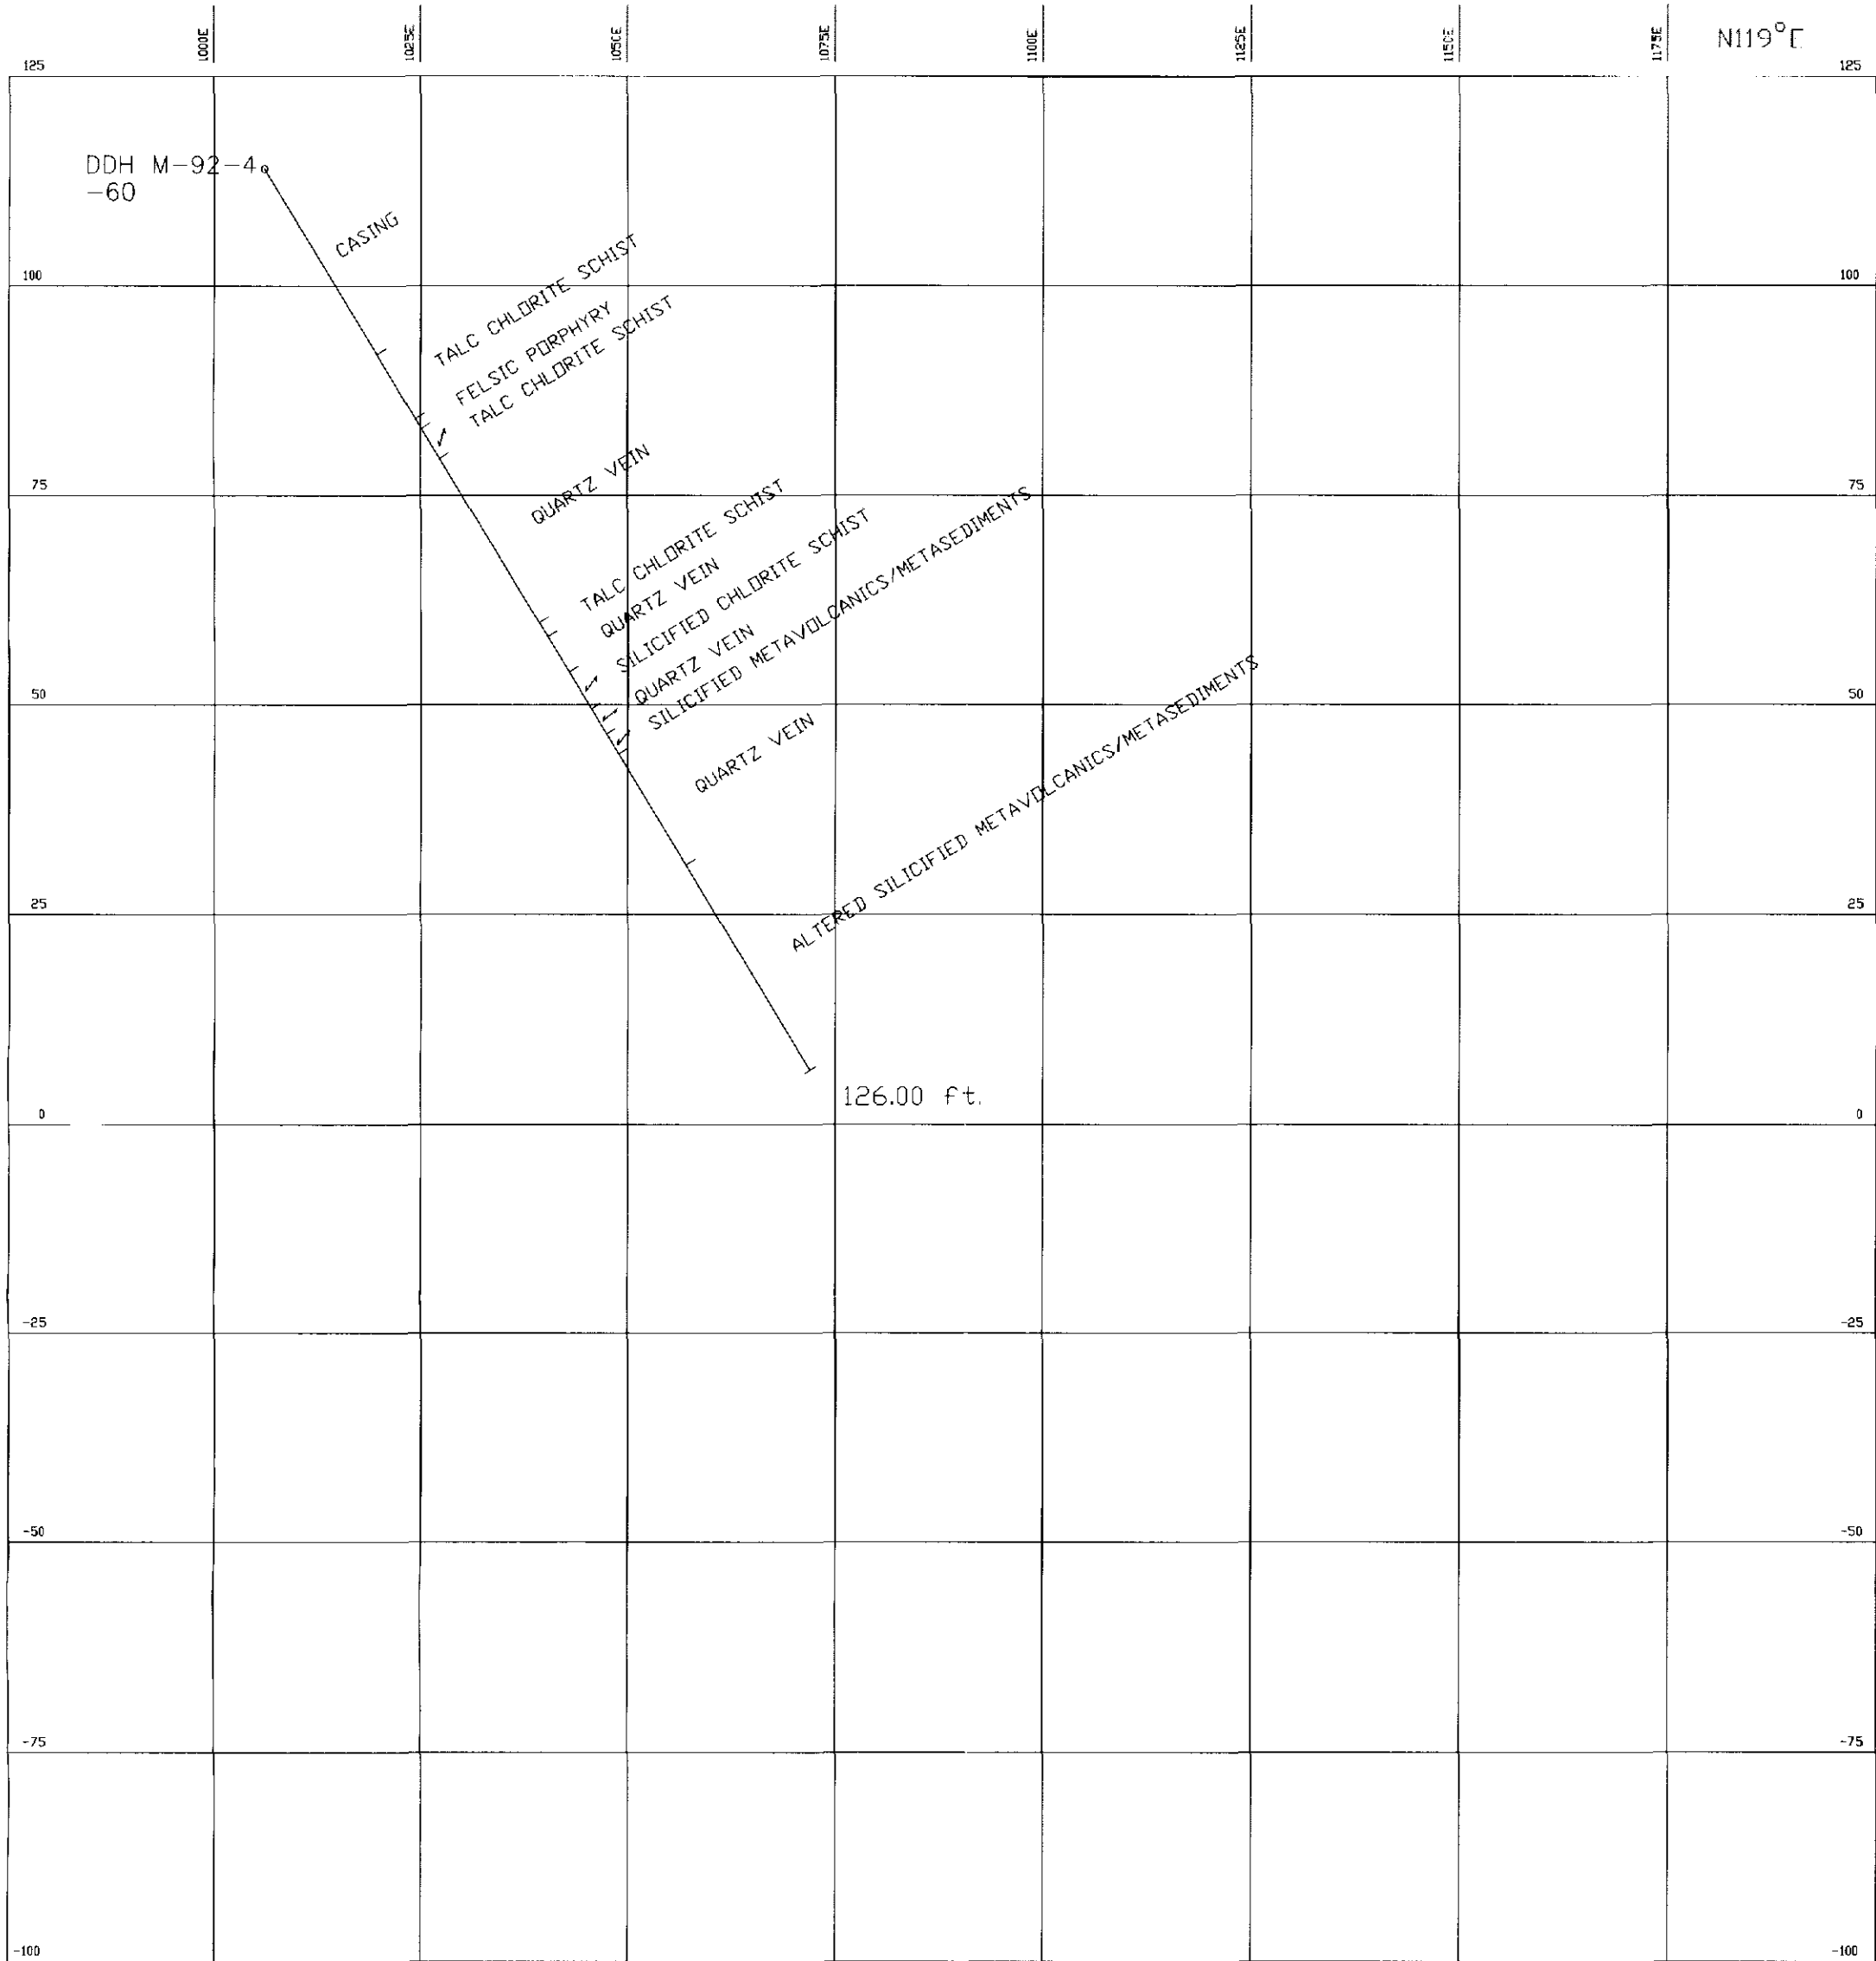 1000E
1025E
1050E
1075E
1100E
1125E
1150E
1175E
N119°E
125
125
DDH M-92-4
-60
CASING
100
TALC CHLORITE SCHIST
100
FELSIC PORPHYRY
TALC CHLORITE SCHIST
QUARTZ VEIN
75
75
TALC CHLORITE SCHIST
QUARTZ VEIN
SILICIFIED CHLORITE SCHIST
QUARTZ VEIN
SILICIFIED METAVOLCANICS/METASEDIMENTS
50
50
QUARTZ VEIN
ALTERED SILICIFIED METAVOLCANICS/METASEDIMENTS
25
25
126.00 ft.
0
0
-25
-25
-50
-50
-75
-75
-100
-100